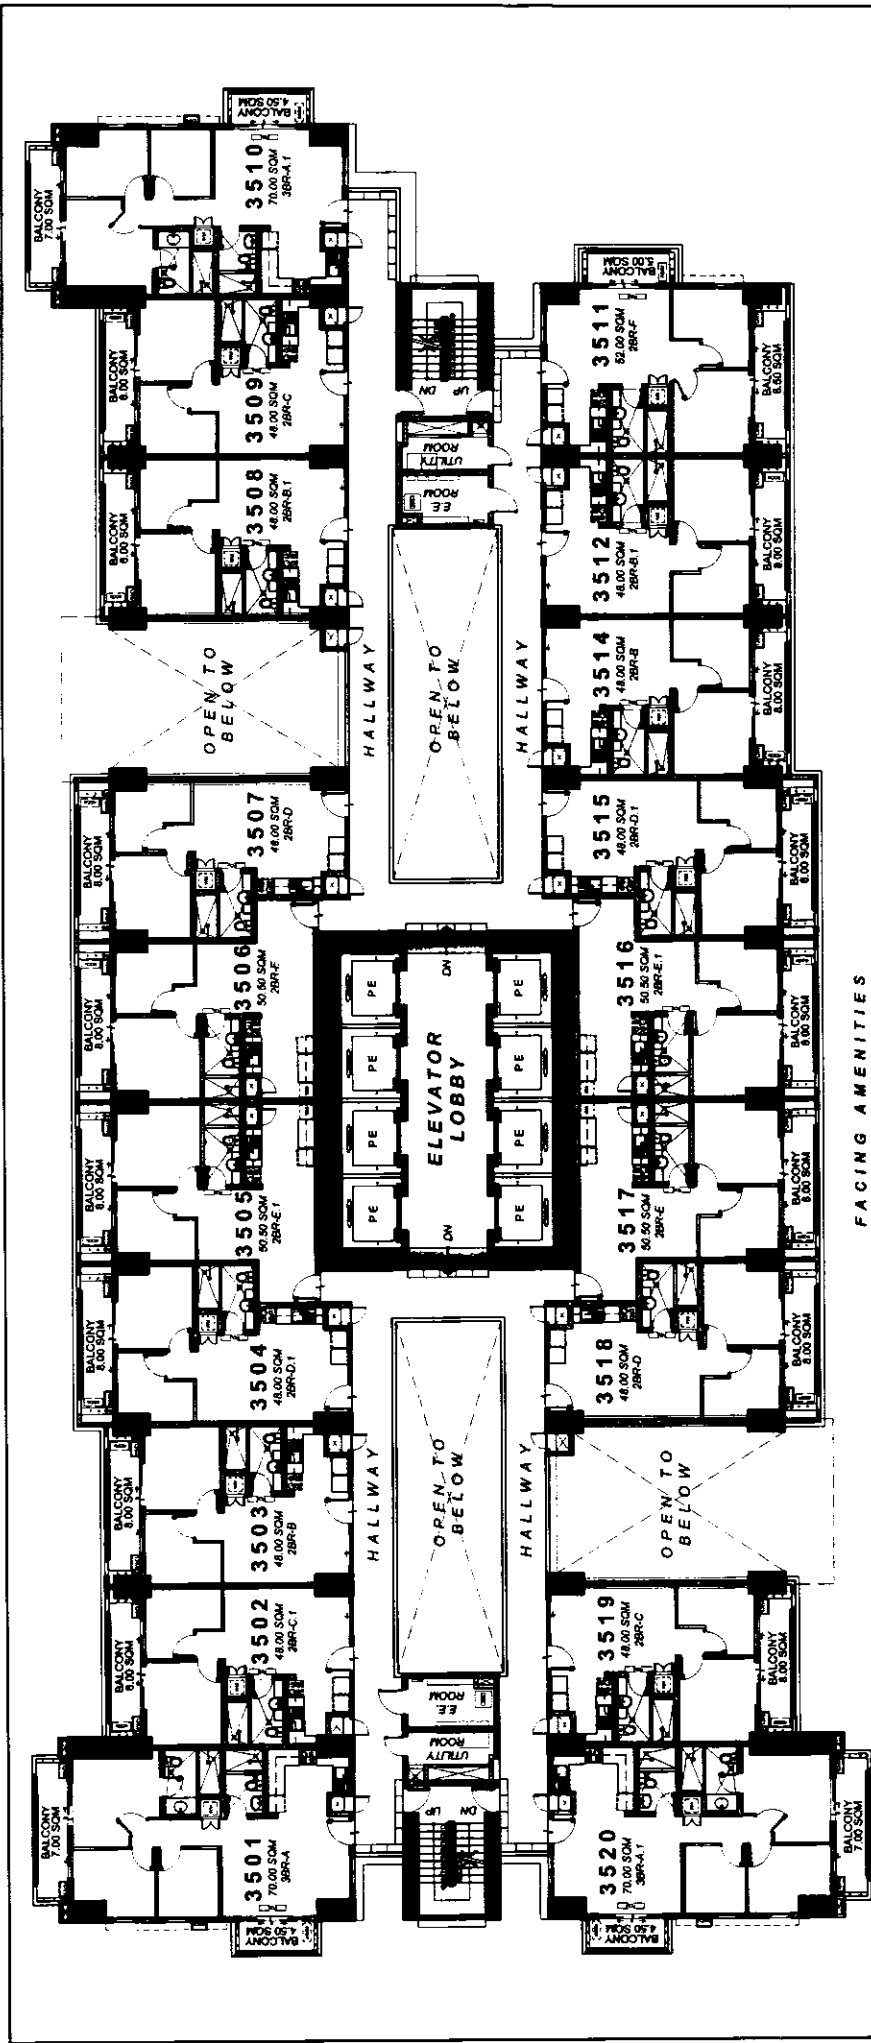 BALCONY
7.00 SQM
3501
70.00 SQM
3BR-A
BALCONY
4.50 SQM
BALCONY
8.00 SQM
3502
48.00 SQM
2BR-C.1
BALCONY
8.00 SQM
3503
48.00 SQM
2BR-B
BALCONY
8.00 SQM
3504
48.00 SQM
2BR-D.1
BALCONY
8.00 SQM
3505
50.50 SQM
2BR-E.1
BALCONY
8.00 SQM
3506
50.50 SQM
2BR-E
BALCONY
8.00 SQM
3507
48.00 SQM
2BR-D
OPEN TO
BELOW
BALCONY
8.00 SQM
3508
48.00 SQM
2BR-B.1
BALCONY
8.00 SQM
3509
48.00 SQM
2BR-C
BALCONY
7.00 SQM
3510
70.00 SQM
3BR-A.1
BALCONY
4.50 SQM
HALLWAY
HALLWAY
UP
DN
UTILITY
ROOM
E.E.
ROOM
OPEN TO
BELOW
PE
PE
PE
PE
DN
ELEVATOR
LOBBY
DN
PE
PE
PE
PE
OPEN TO
BELOW
E.E.
ROOM
UTILITY
ROOM
DN
UP
HALLWAY
HALLWAY
3520
70.00 SQM
3BR-A.1
BALCONY
4.50 SQM
BALCONY
7.00 SQM
3519
48.00 SQM
2BR-C
BALCONY
8.00 SQM
OPEN TO
BELOW
3518
48.00 SQM
2BR-D
BALCONY
8.00 SQM
3517
50.50 SQM
2BR-E
BALCONY
8.00 SQM
3516
50.50 SQM
2BR-E.1
BALCONY
8.00 SQM
3515
48.00 SQM
2BR-D.1
BALCONY
8.00 SQM
3514
48.00 SQM
2BR-B
BALCONY
8.00 SQM
3512
48.00 SQM
2BR-B.1
BALCONY
8.00 SQM
3511
52.00 SQM
2BR-F
BALCONY
BALCONY
FACING AMENITIES